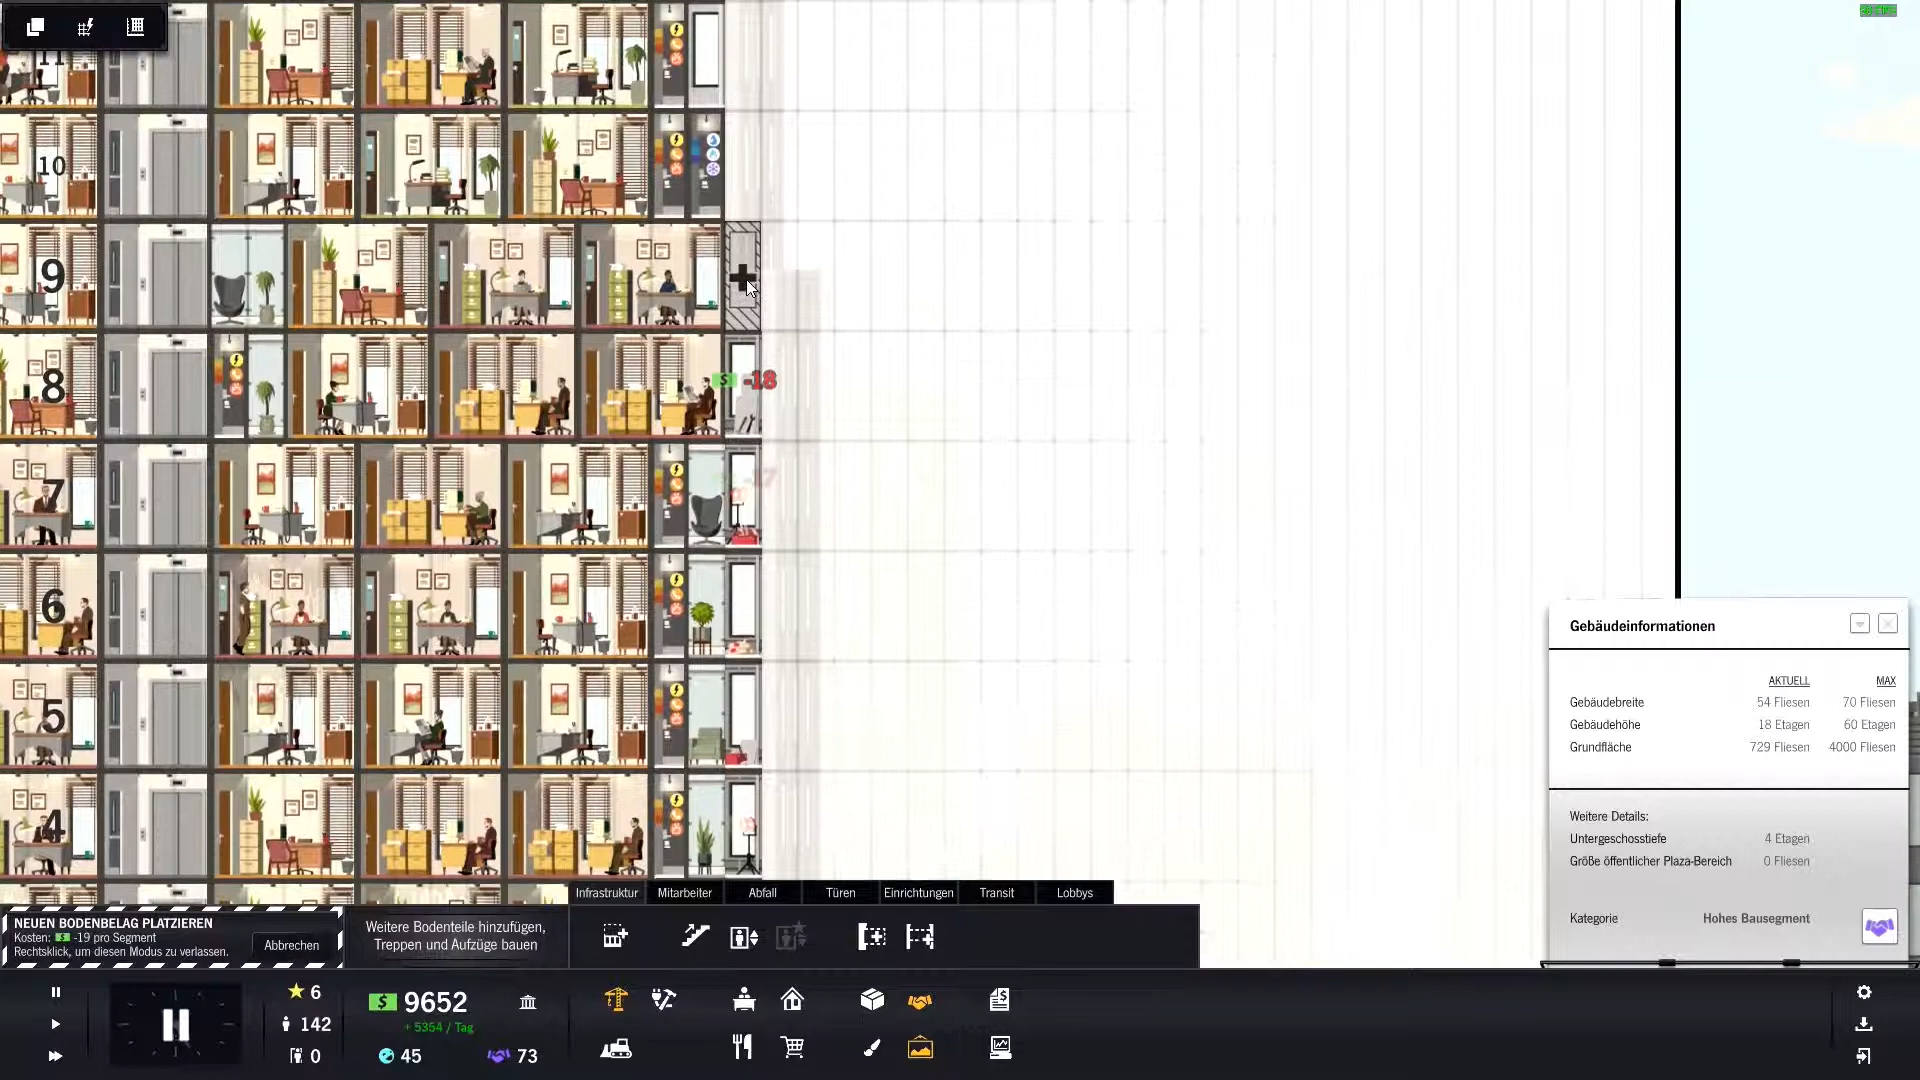 11
10
9
8
-18
7
6
5
4
Gebäudeinformationen
AKTUELL MAX
Gebäudebreite 54 Fliesen 70 Fliesen
Gebäudehöhe 18 Etagen 60 Etagen
Grundfläche 729 Fliesen 4000 Fliesen
Weitere Details:
Untergeschosstiefe 4 Etagen
Größe öffentlicher Plaza-Bereich 0 Fliesen
Kategorie Hohes Bausegment
Infrastruktur Mitarbeiter Abfall Türen Einrichtungen Transit Lobbys
NEUEN BODENBELAG PLATZIEREN
Kosten: $ -19 pro Segment
Rechtsklick, um diesen Modus zu verlassen.
Abbrechen
Weitere Bodenteile hinzufügen,
Treppen und Aufzüge bauen
6
142
0
$ 9652
+ 5354 / Tag
45
73